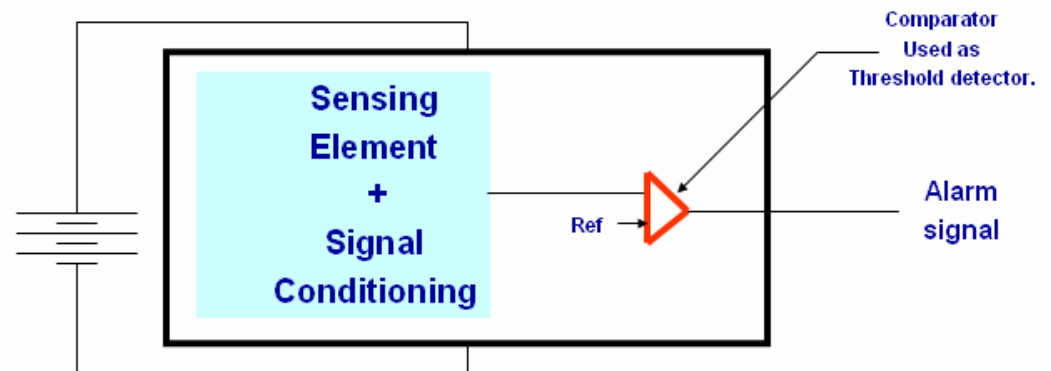 Comparator
Used as
Threshold detector.
Sensing
Element
+
Signal
Conditioning
Ref
Alarm
signal